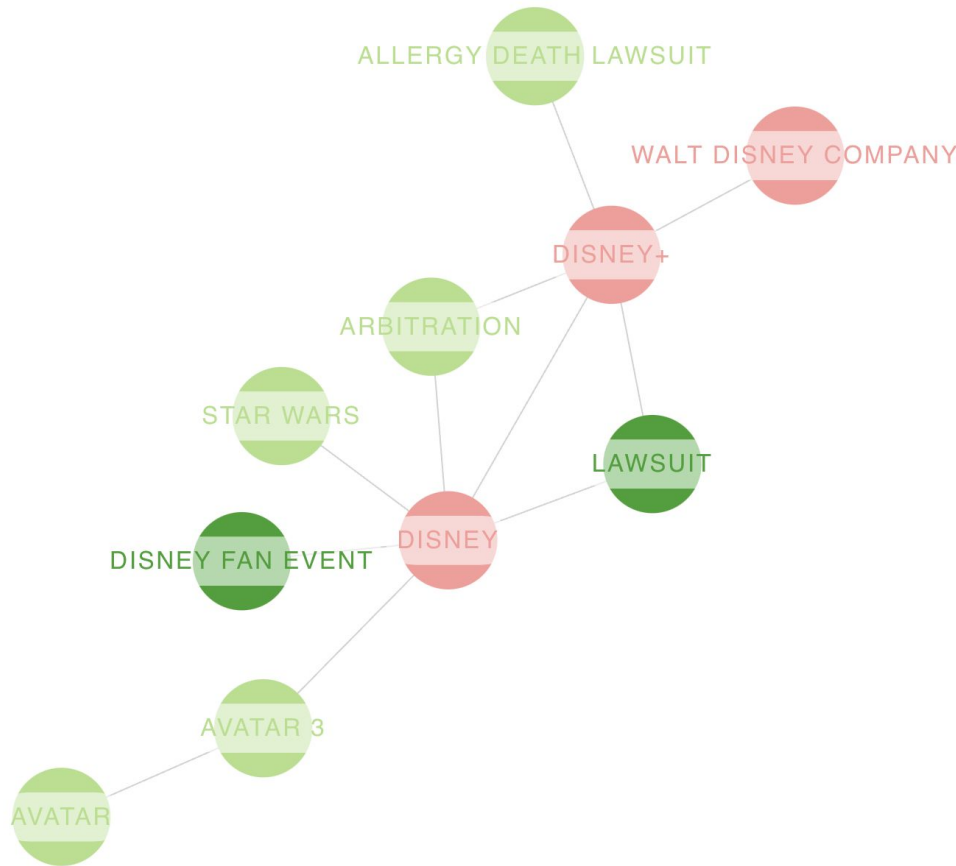 ALLERGY DEATH LAWSUIT
WALT DISNEY COMPANY
DISNEY+
ARBITRATION
STAR WARS
LAWSUIT
DISNEY
DISNEY FAN EVENT
AVATAR 3
AVATAR